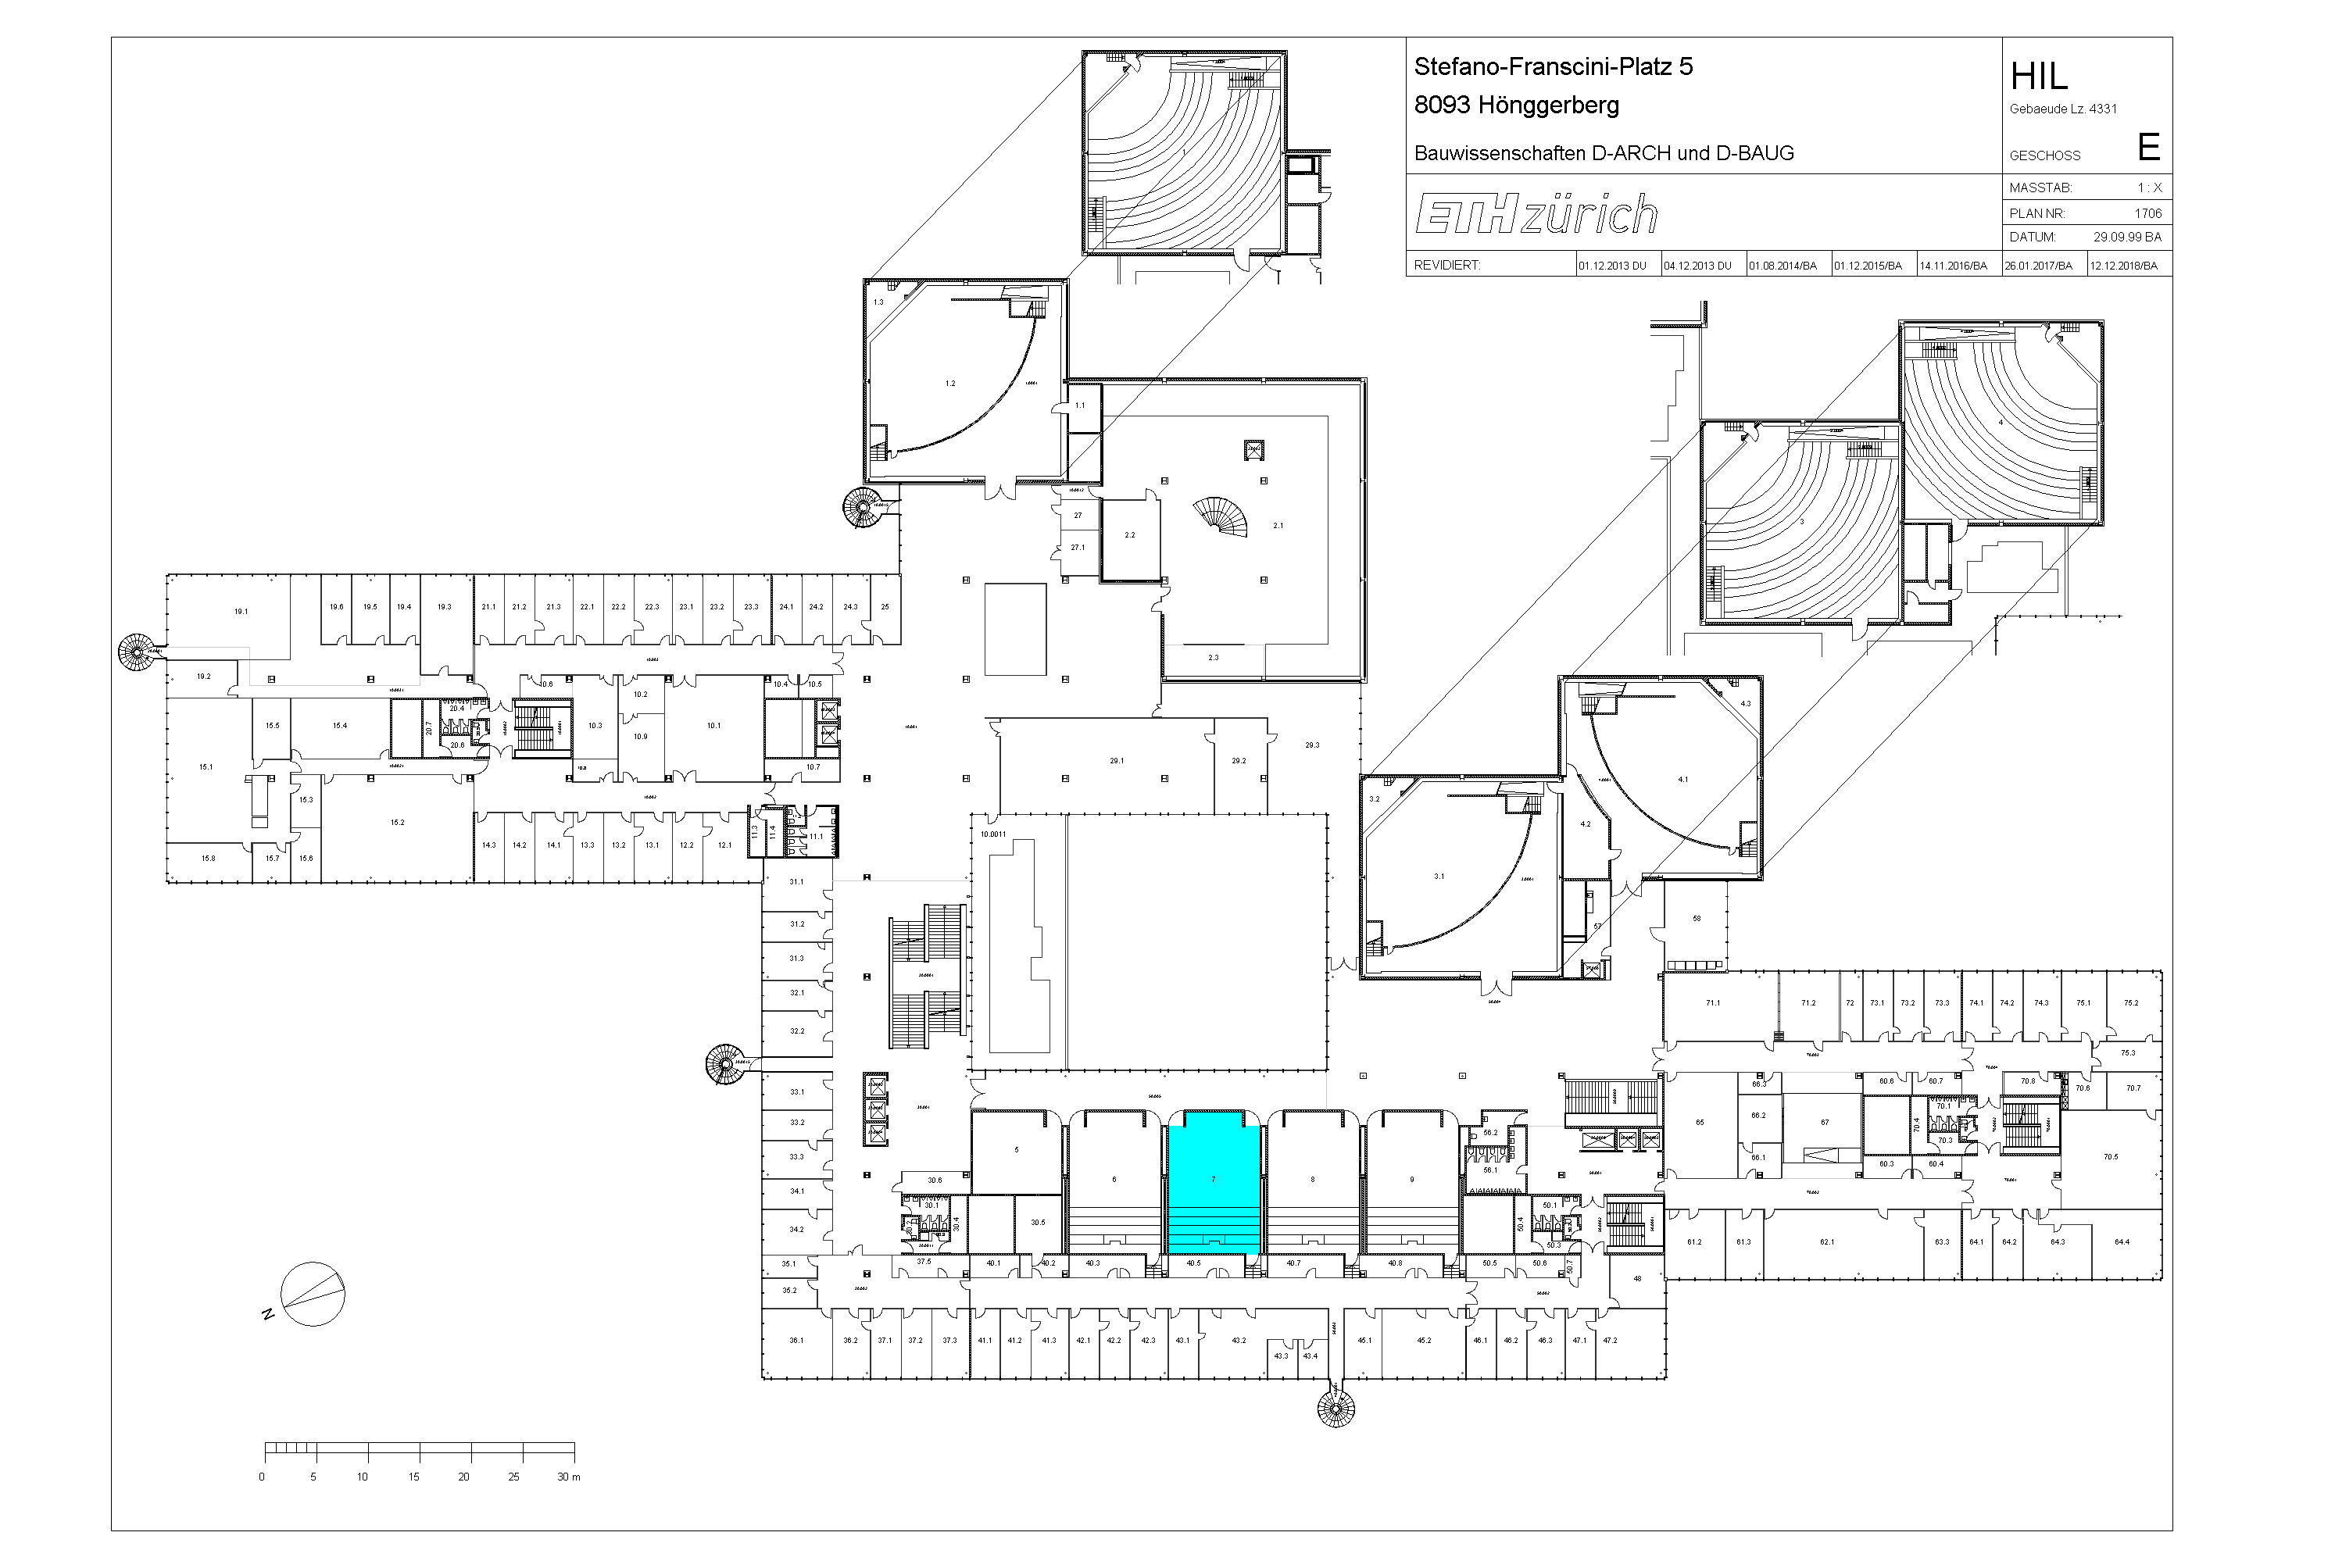 Stefano-Franscini-Platz 5
8093 Hönggerberg
Bauwissenschaften D-ARCH und D-BAUG
HIL
Gebaeude Lz. 4331
GESCHOSS E
ETH zürich
MASSTAB: 1 : X
PLAN NR: 1706
DATUM: 29.09.99 BA
REVIDIERT: 01.12.2013 DU 04.12.2013 DU 01.08.2014/BA 01.12.2015/BA 14.11.2016/BA 26.01.2017/BA 12.12.2018/BA
1
1.3
1.2
1.1
4
3
27
2.2
2.1
27.1
2.3
19.1
19.6 19.5 19.4 19.3 21.1 21.2 21.3 22.1 22.2 22.3 23.1 23.2 23.3 24.1 24.2 24.3 25
19.2
10.6 10.2 10.4 10.5
15.5 15.4 20.7 20.4 20.6 10.3 10.9 10.1
10.7
15.1
15.3
15.2
15.8 15.7 15.6 14.3 14.2 14.1 13.3 13.2 13.1 12.2 12.1
11.3 11.4 11.1
29.1 29.2 29.3
10.0011
3.2
3.1
4.3
4.1
4.2
57
58
31.1
31.2
31.3
32.1
32.2
33.1
33.2
33.3
34.1
34.2
35.1
35.2
5
6
7
8
9
30.6
30.1
30.2
30.4
30.5
56.2
56.1
50.1
50.4
50.3
37.5 40.1 40.2 40.3 40.5 40.7 40.8 50.5 50.6 50.7 48
36.1 36.2 37.1 37.2 37.3 41.1 41.2 41.3 42.1 42.2 42.3 43.1 43.2 45.1 45.2 46.1 46.2 46.3 47.1 47.2
43.3 43.4
71.1 71.2 72 73.1 73.2 73.3 74.1 74.2 74.3 75.1 75.2
75.3
66.3 60.6 60.7 70.8 70.6 70.7
65 66.2 67 70.4 70.1 70.3
66.1 60.3 60.4 70.5
61.2 61.3 62.1 63.3 64.1 64.2 64.3 64.4
N
0 5 10 15 20 25 30 m